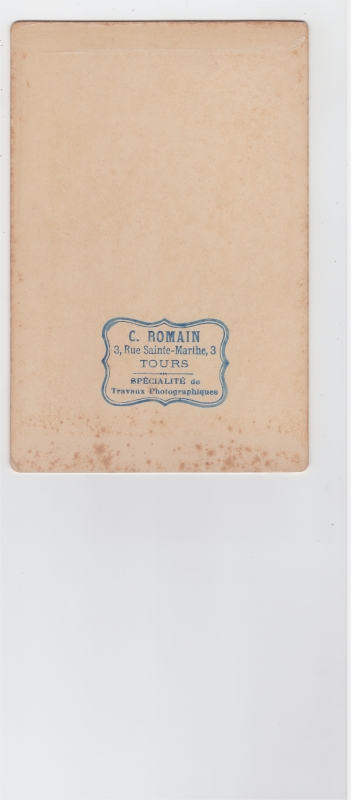 C. ROMAIN
3, Rue Sainte-Marthe, 3
TOURS
SPÉCIALITÉ de
Travaux Photographiques